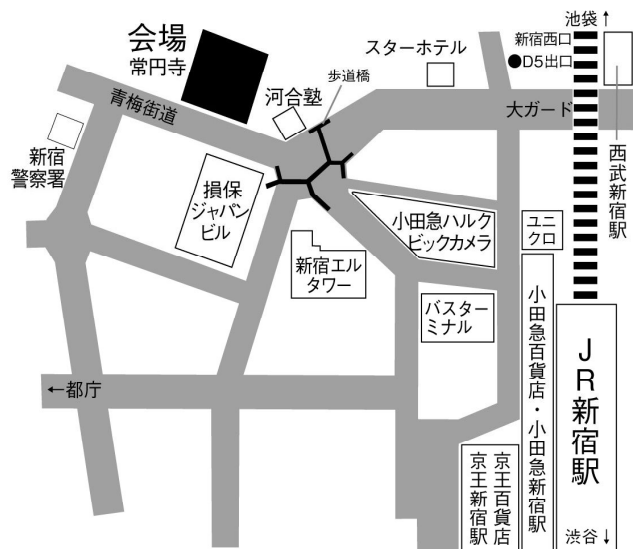 池袋↑
新宿西口
●D5出口
会場
常円寺
スターホテル
歩道橋
河合塾
青梅街道
大ガード
西武新宿駅
新宿
警察署
損保
ジャパン
ビル
小田急ハルク
ビックカメラ
ユニ
クロ
新宿エル
タワー
バスター
ミナル
小田急百貨店・小田急新宿駅
JR新宿駅
←都庁
京王百貨店
京王新宿駅
渋谷↓